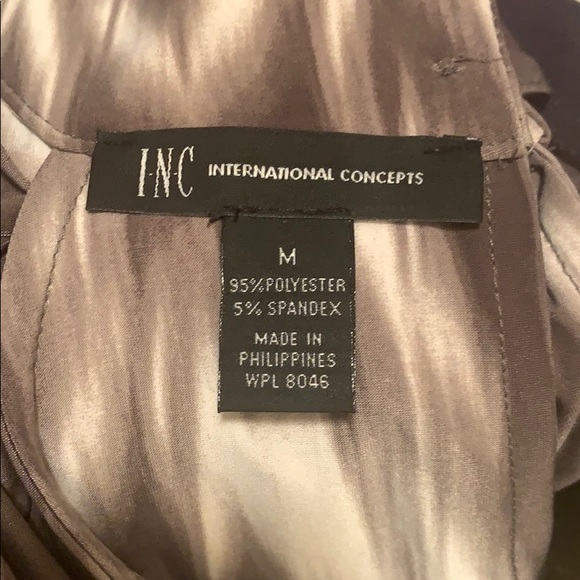 I·N·C INTERNATIONAL CONCEPTS
M
95%POLYESTER
5% SPANDEX
MADE IN
PHILIPPINES
WPL 8046